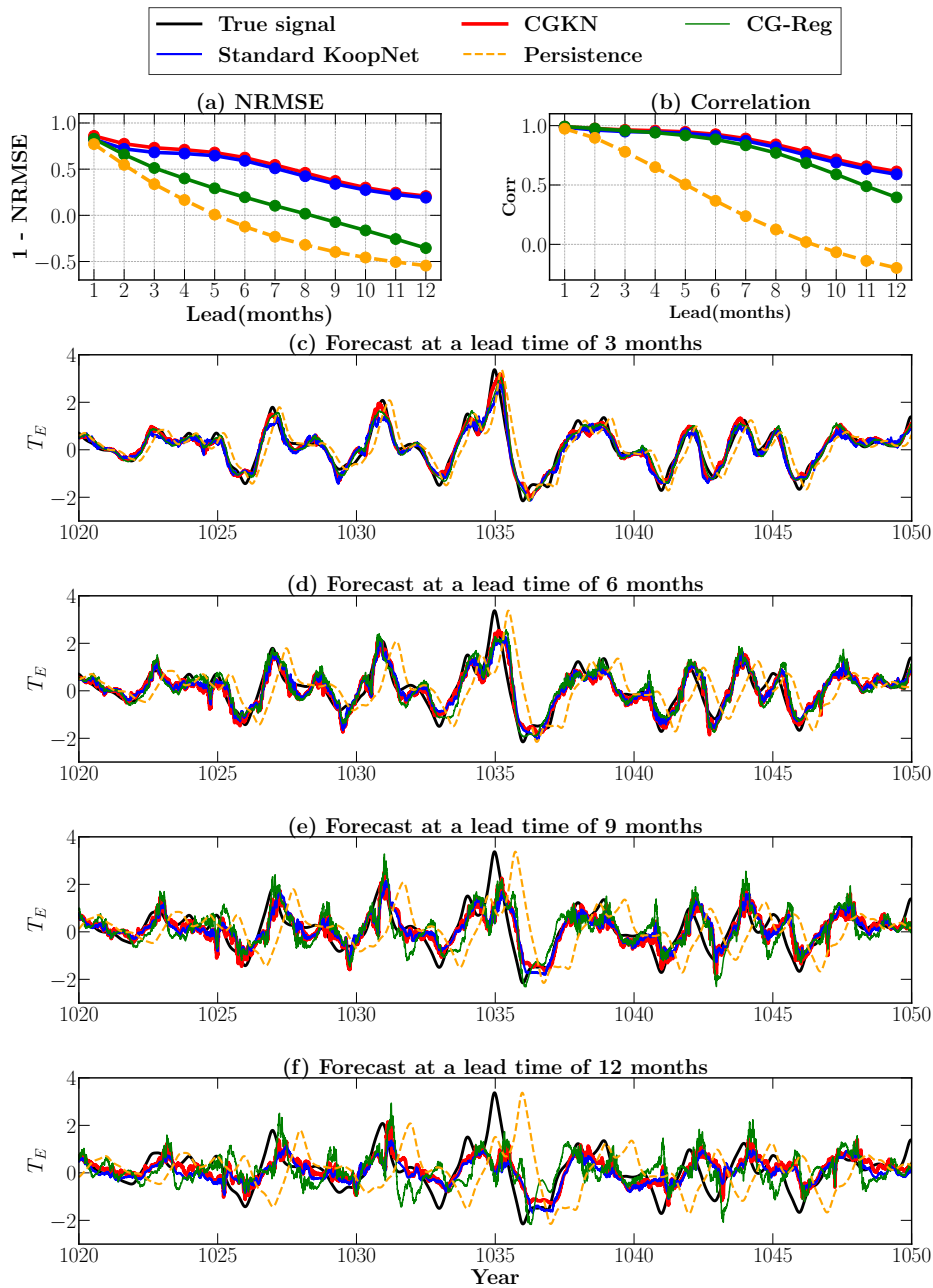 True signal CGKN CG-Reg
Standard KoopNet Persistence
(a) NRMSE
1 - NRMSE
1.0
0.5
0.0
−0.5
1 2 3 4 5 6 7 8 9 10 11 12
Lead(months)
(b) Correlation
Corr
1.0
0.5
0.0
1 2 3 4 5 6 7 8 9 10 11 12
Lead(months)
(c) Forecast at a lead time of 3 months
T_E
4
2
0
−2
1020 1025 1030 1035 1040 1045 1050
(d) Forecast at a lead time of 6 months
T_E
4
2
0
−2
1020 1025 1030 1035 1040 1045 1050
(e) Forecast at a lead time of 9 months
T_E
4
2
0
−2
1020 1025 1030 1035 1040 1045 1050
(f) Forecast at a lead time of 12 months
T_E
4
2
0
−2
1020 1025 1030 1035 1040 1045 1050
Year